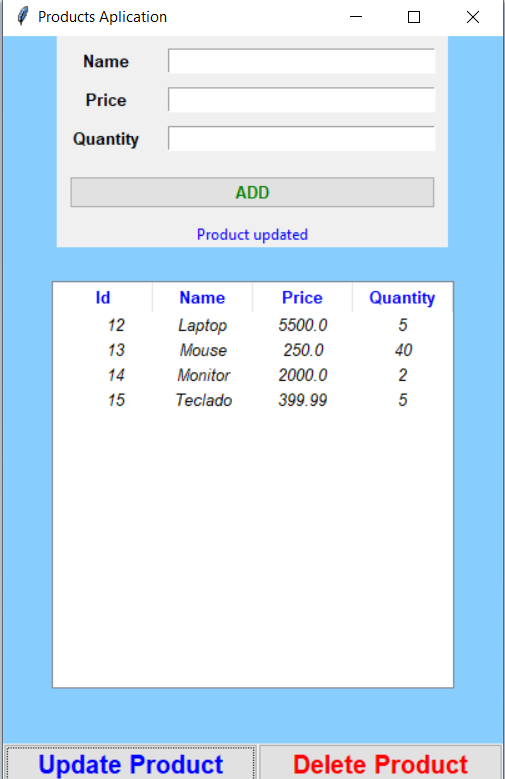 Products Aplication
Name
Price
Quantity
ADD
Product updated
Id Name Price Quantity
12 Laptop 5500.0 5
13 Mouse 250.0 40
14 Monitor 2000.0 2
15 Teclado 399.99 5
Update Product Delete Product